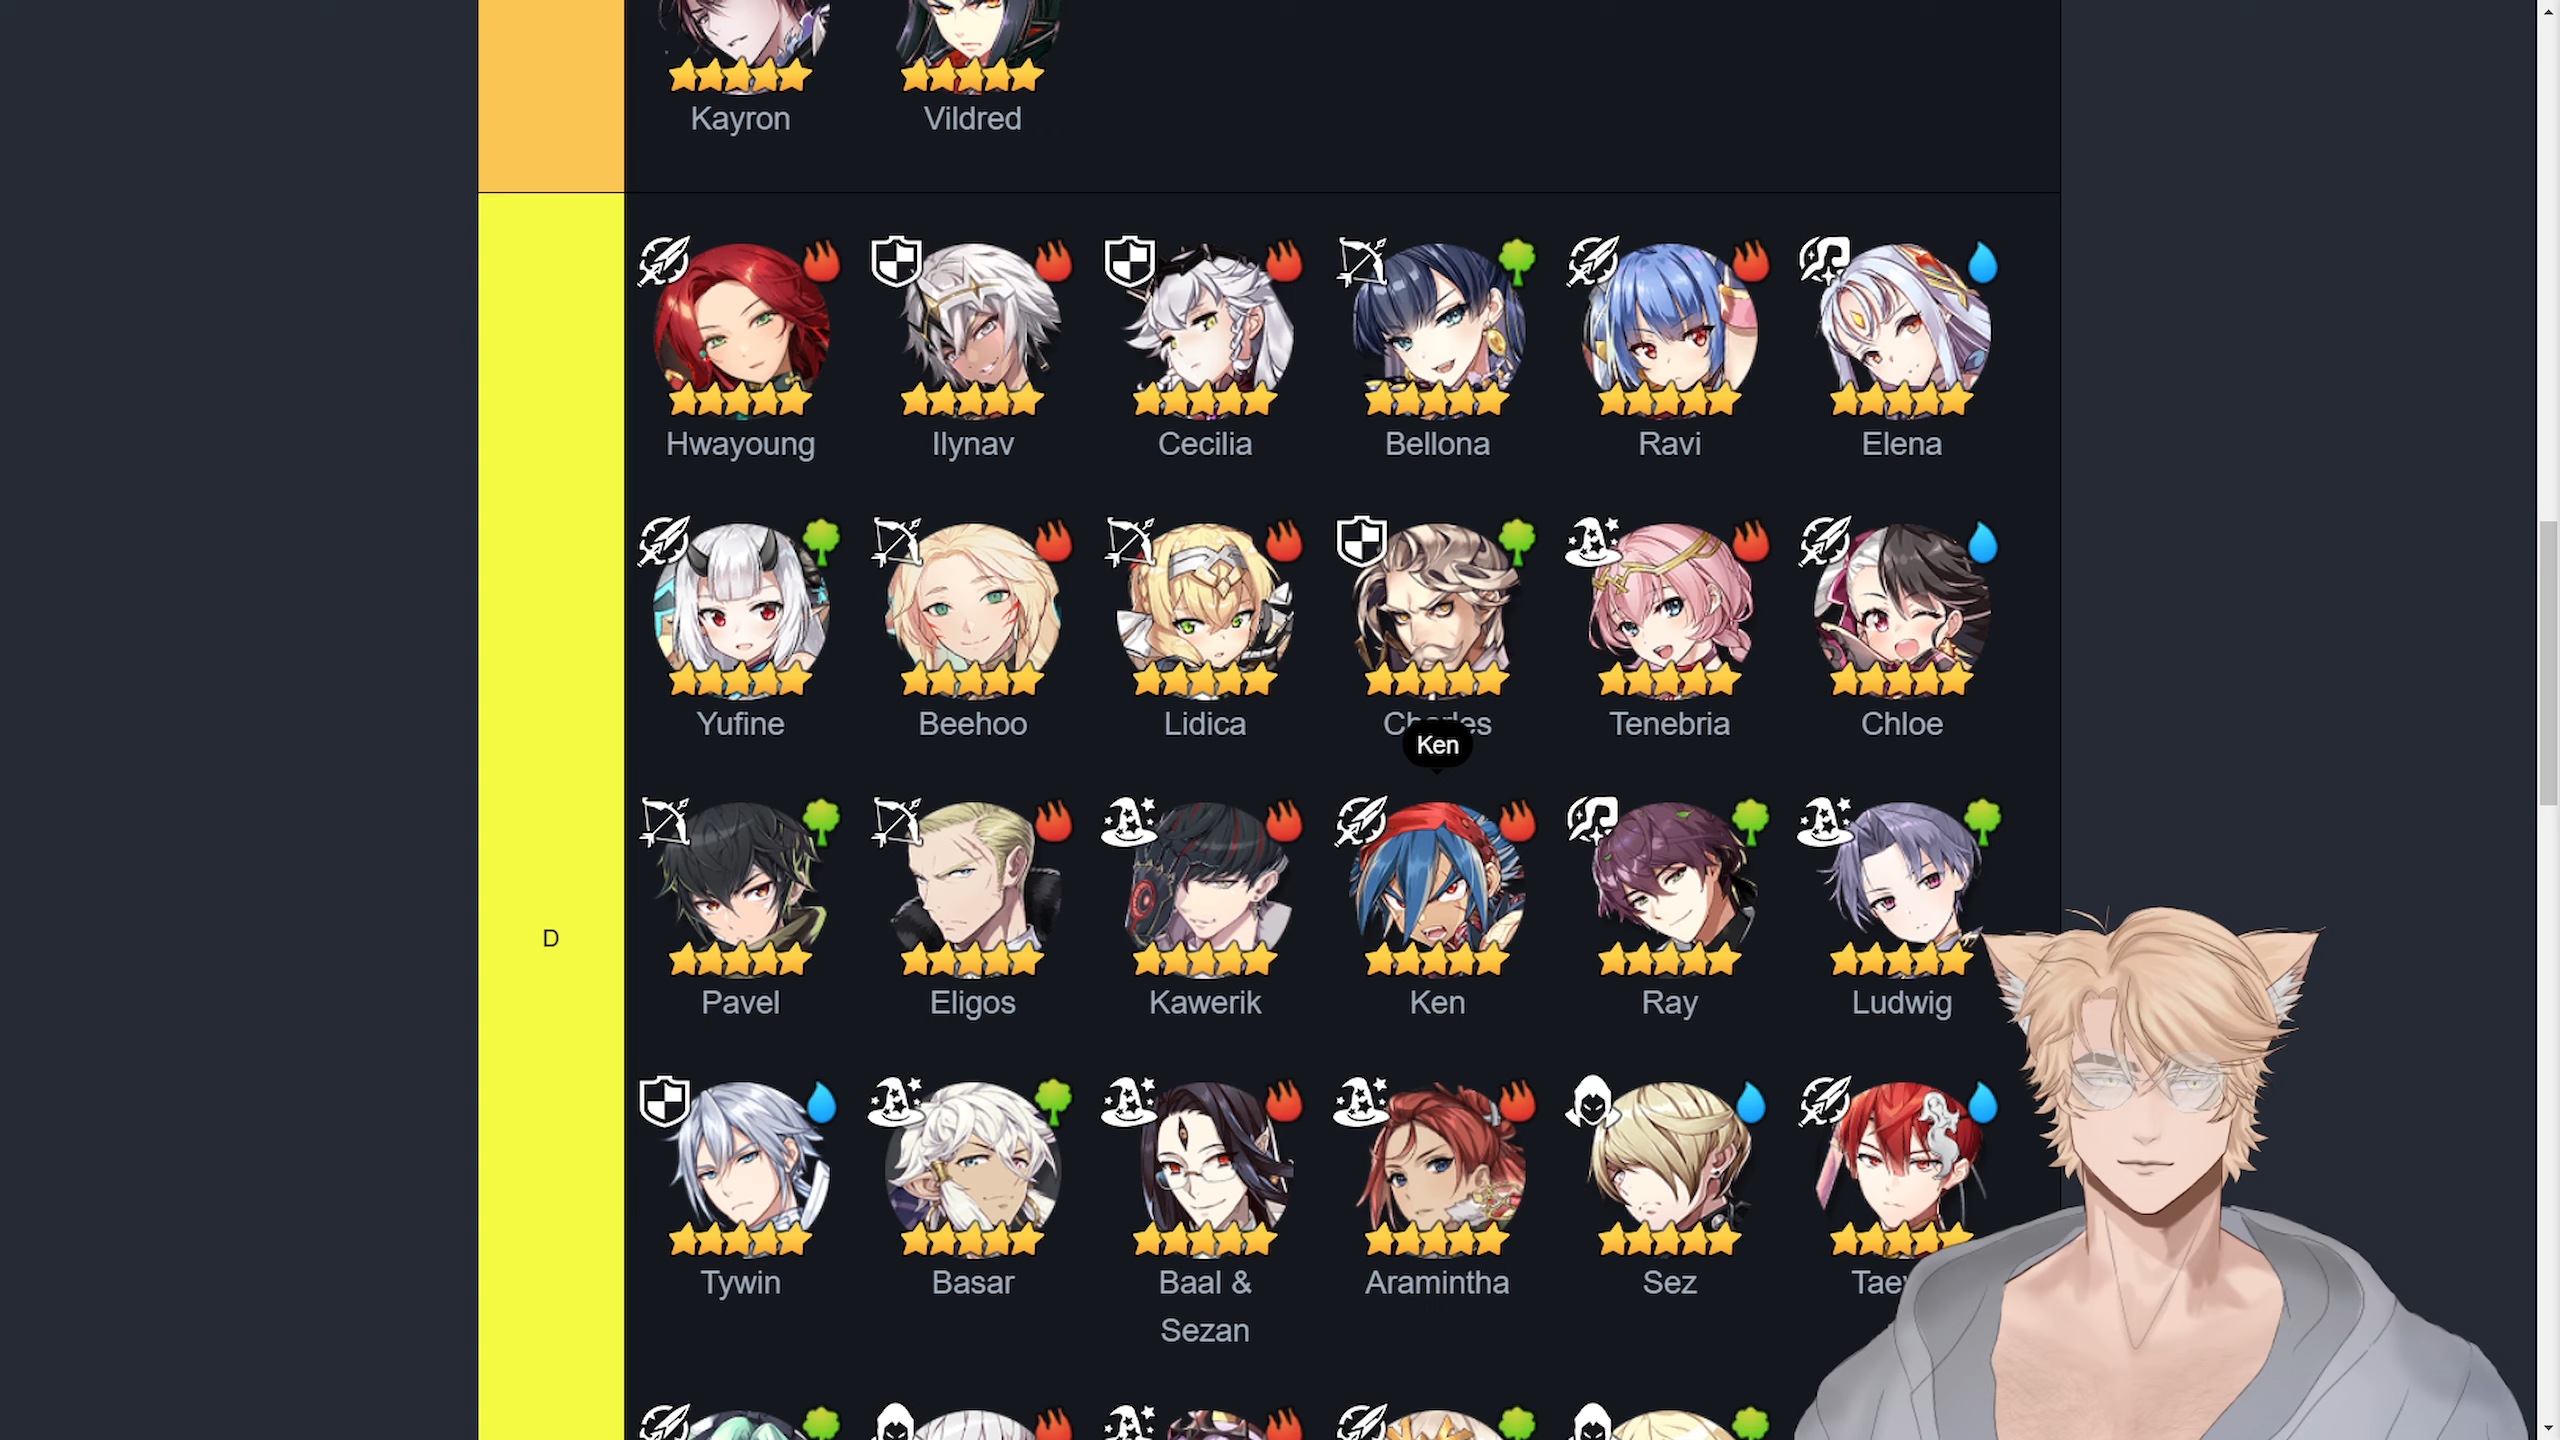 Kayron Vildred
Hwayoung Ilynav Cecilia Bellona Ravi Elena
Yufine Beehoo Lidica Charles Tenebria Chloe
Ken
D
Pavel Eligos Kawerik Ken Ray Ludwig
Tywin Basar Baal & Aramintha Sez
Sezan